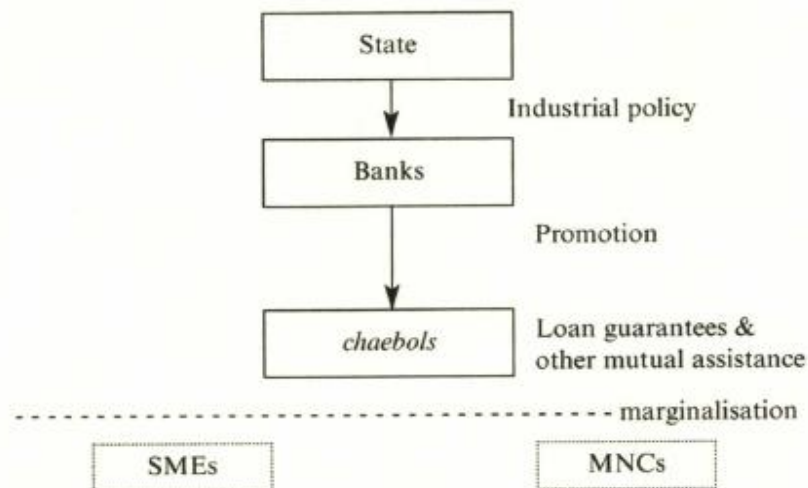 State
Industrial policy
Banks
Promotion
chaebols
Loan guarantees &
other mutual assistance
marginalisation
SMEs
MNCs